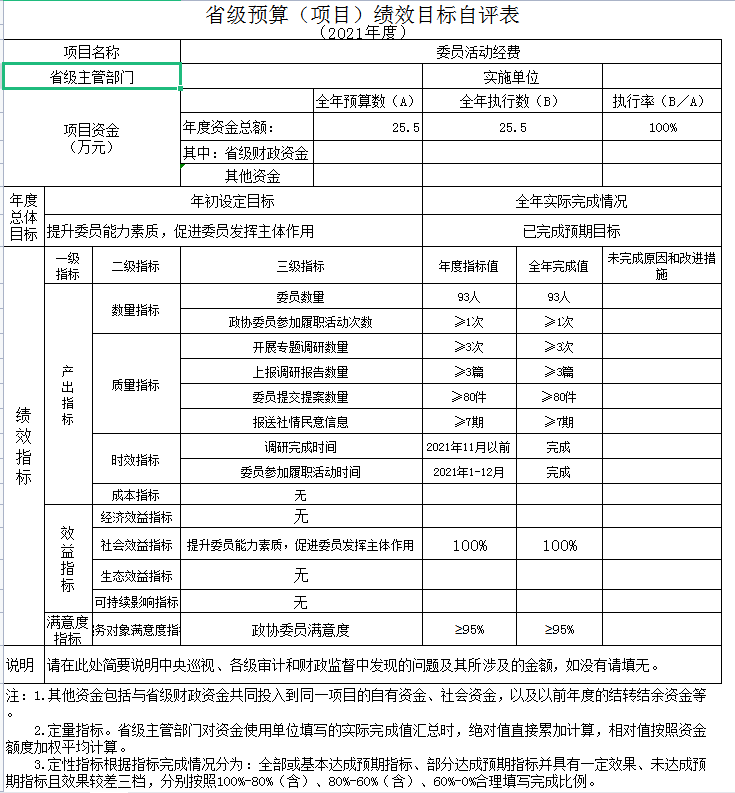 省级预算（项目）绩效目标自评表
（2021年度）
项目名称 委员活动经费
省级主管部门 实施单位
项目资金
（万元）
全年预算数（A） 全年执行数（B） 执行率（B／A）
年度资金总额： 25.5 25.5 100%
其中：省级财政资金
其他资金
年度
总体
目标
年初设定目标 全年实际完成情况
提升委员能力素质，促进委员发挥主体作用 已完成预期目标
绩效指标
一级
指标
二级指标 三级指标 年度指标值 全年完成值 未完成原因和改进措
施
产出指标
数量指标 委员数量 93人 93人
政协委员参加履职活动次数 ≥1次 ≥1次
质量指标 开展专题调研数量 ≥3次 ≥3次
上报调研报告数量 ≥3篇 ≥3篇
委员提交提案数量 ≥80件 ≥80件
报送社情民意信息 ≥7期 ≥7期
时效指标 调研完成时间 2021年11月以前 完成
委员参加履职活动时间 2021年1-12月 完成
成本指标 无
效益指标
经济效益指标 无
社会效益指标 提升委员能力素质，促进委员发挥主体作用 100% 100%
生态效益指标 无
可持续影响指标 无
满意度
指标
务对象满意度指 政协委员满意度 ≥95% ≥95%
说明 请在此处简要说明中央巡视、各级审计和财政监督中发现的问题及其所涉及的金额，如没有请填无。
注：1.其他资金包括与省级财政资金共同投入到同一项目的自有资金、社会资金，以及以前年度的结转结余资金等
。
2.定量指标。省级主管部门对资金使用单位填写的实际完成值汇总时，绝对值直接累加计算，相对值按照资金
额度加权平均计算。
3.定性指标根据指标完成情况分为：全部或基本达成预期指标、部分达成预期指标并具有一定效果、未达成预
期指标且效果较差三档，分别按照100%-80%（含）、80%-60%（含）、60%-0%合理填写完成比例。